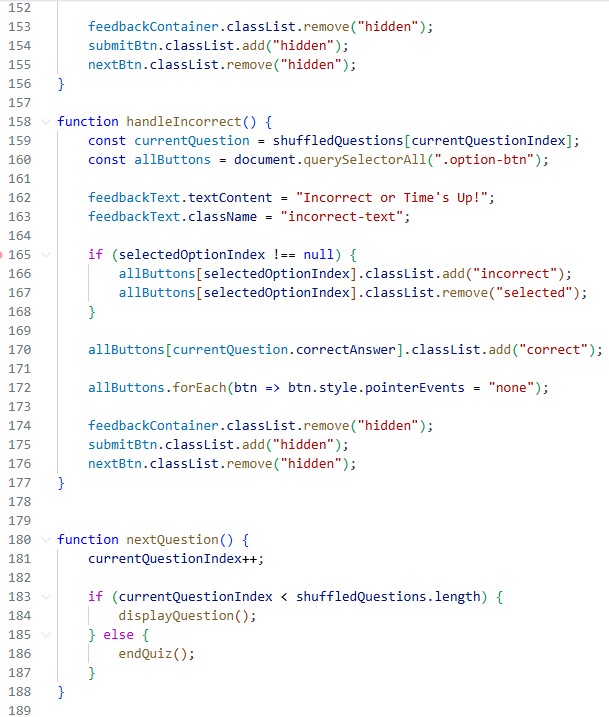 152
153 feedbackContainer.classList.remove("hidden");
154 submitBtn.classList.add("hidden");
155 nextBtn.classList.remove("hidden");
156 }
157
158 function handleIncorrect() {
159 const currentQuestion = shuffledQuestions[currentQuestionIndex];
160 const allButtons = document.querySelectorAll(".option-btn");
161
162 feedbackText.textContent = "Incorrect or Time's Up!";
163 feedbackText.className = "incorrect-text";
164
165 if (selectedOptionIndex !== null) {
166 allButtons[selectedOptionIndex].classList.add("incorrect");
167 allButtons[selectedOptionIndex].classList.remove("selected");
168 }
169
170 allButtons[currentQuestion.correctAnswer].classList.add("correct");
171
172 allButtons.forEach(btn => btn.style.pointerEvents = "none");
173
174 feedbackContainer.classList.remove("hidden");
175 submitBtn.classList.add("hidden");
176 nextBtn.classList.remove("hidden");
177 }
178
179
180 function nextQuestion() {
181 currentQuestionIndex++;
182
183 if (currentQuestionIndex < shuffledQuestions.length) {
184 displayQuestion();
185 } else {
186 endQuiz();
187 }
188 }
189